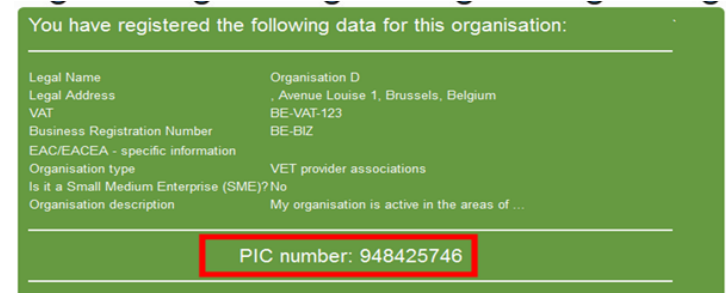 You have registered the following data for this organisation:
Legal Name Organisation D
Legal Address , Avenue Louise 1, Brussels, Belgium
VAT BE-VAT-123
Business Registration Number BE-BIZ
EAC/EACEA - specific information
Organisation type VET provider associations
Is it a Small Medium Enterprise (SME)? No
Organisation description My organisation is active in the areas of ...
PIC number: 948425746